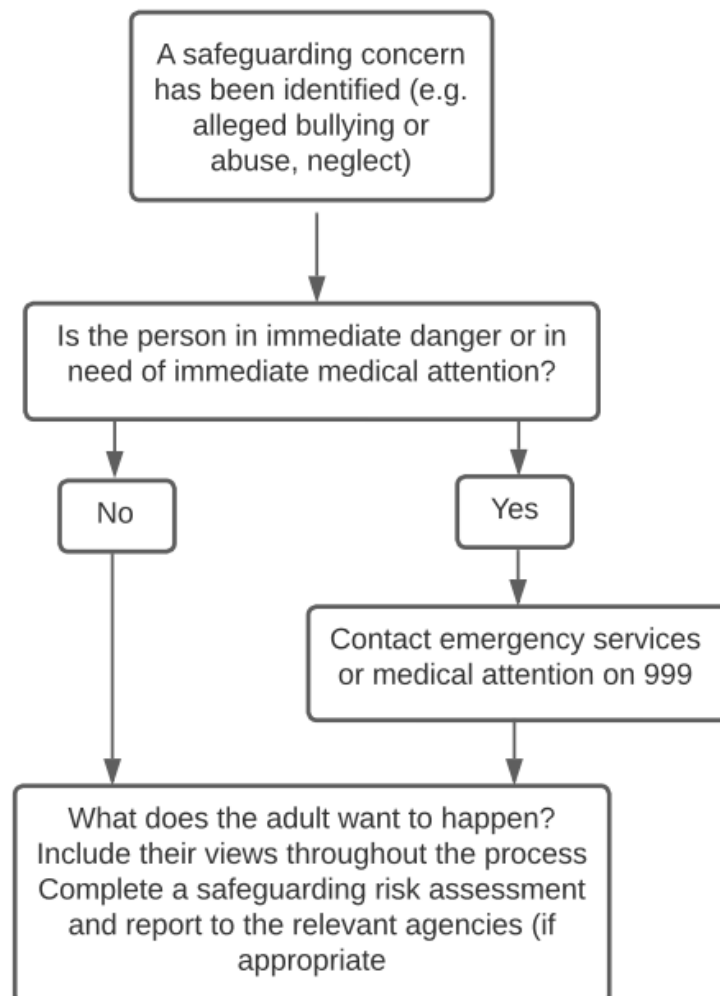 A safeguarding concern
has been identified (e.g.
alleged bullying or
abuse, neglect)
Is the person in immediate danger or in
need of immediate medical attention?
No
Yes
Contact emergency services
or medical attention on 999
What does the adult want to happen?
Include their views throughout the process
Complete a safeguarding risk assessment
and report to the relevant agencies (if
appropriate